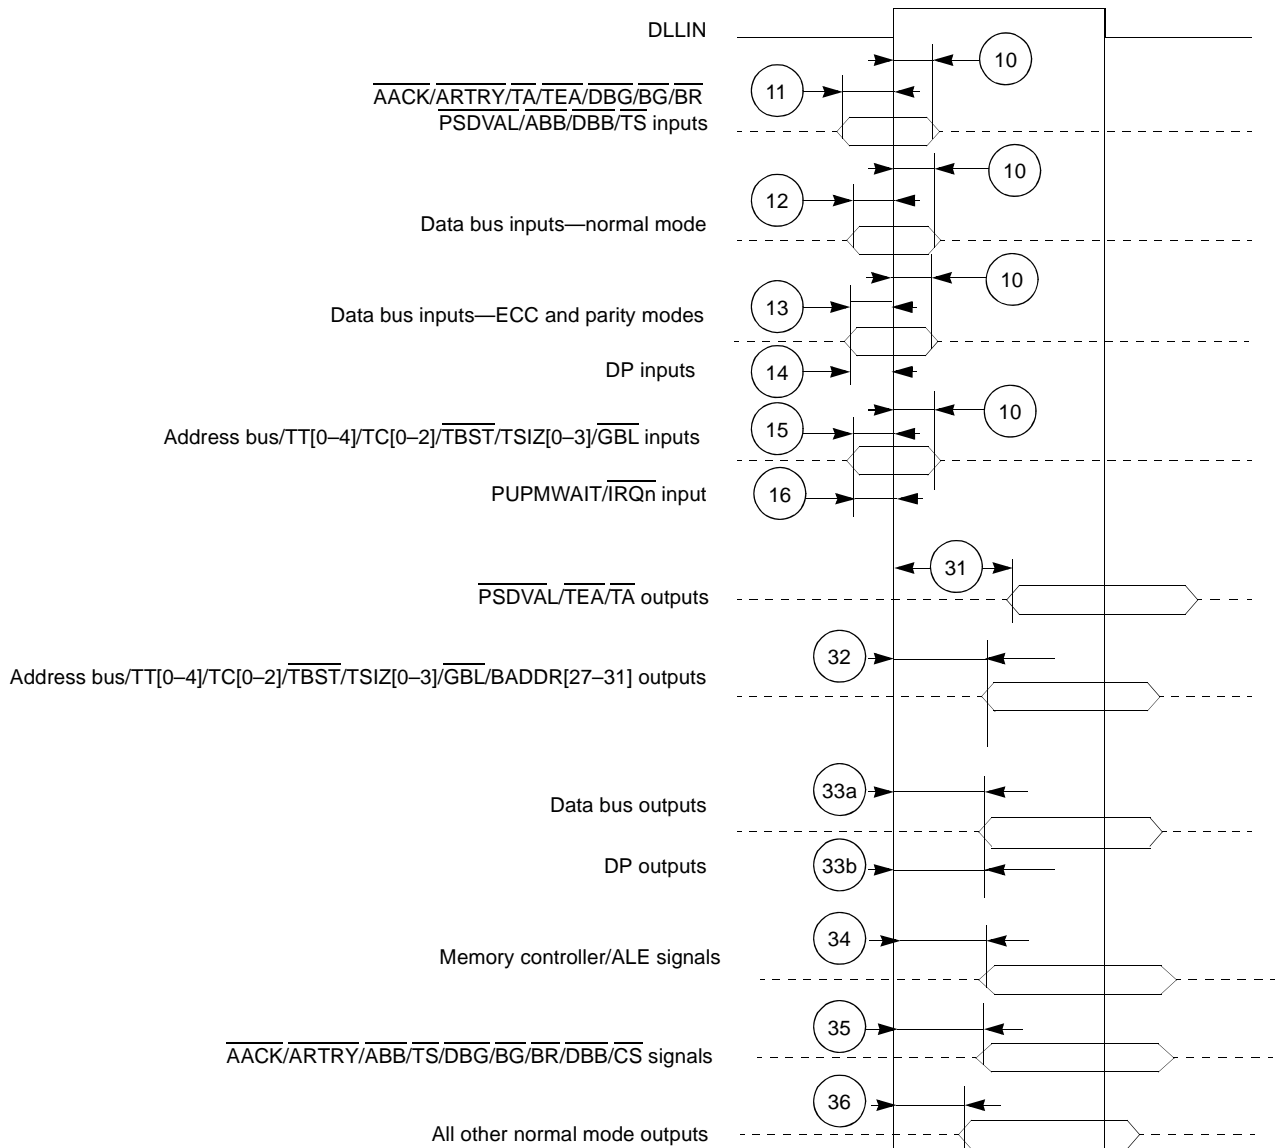 DLLIN
10
AACK/ARTRY/TA/TEA/DBG/BG/BR
11
PSDVAL/ABB/DBB/TS inputs
10
12
Data bus inputs—normal mode
10
13
Data bus inputs—ECC and parity modes
DP inputs
14
10
15
Address bus/TT[0–4]/TC[0–2]/TBST/TSIZ[0–3]/GBL inputs
PUPMWAIT/IRQn input
16
31
PSDVAL/TEA/TA outputs
32
Address bus/TT[0–4]/TC[0–2]/TBST/TSIZ[0–3]/GBL/BADDR[27–31] outputs
33a
Data bus outputs
DP outputs
33b
34
Memory controller/ALE signals
35
AACK/ARTRY/ABB/TS/DBG/BG/BR/DBB/CS signals
36
All other normal mode outputs